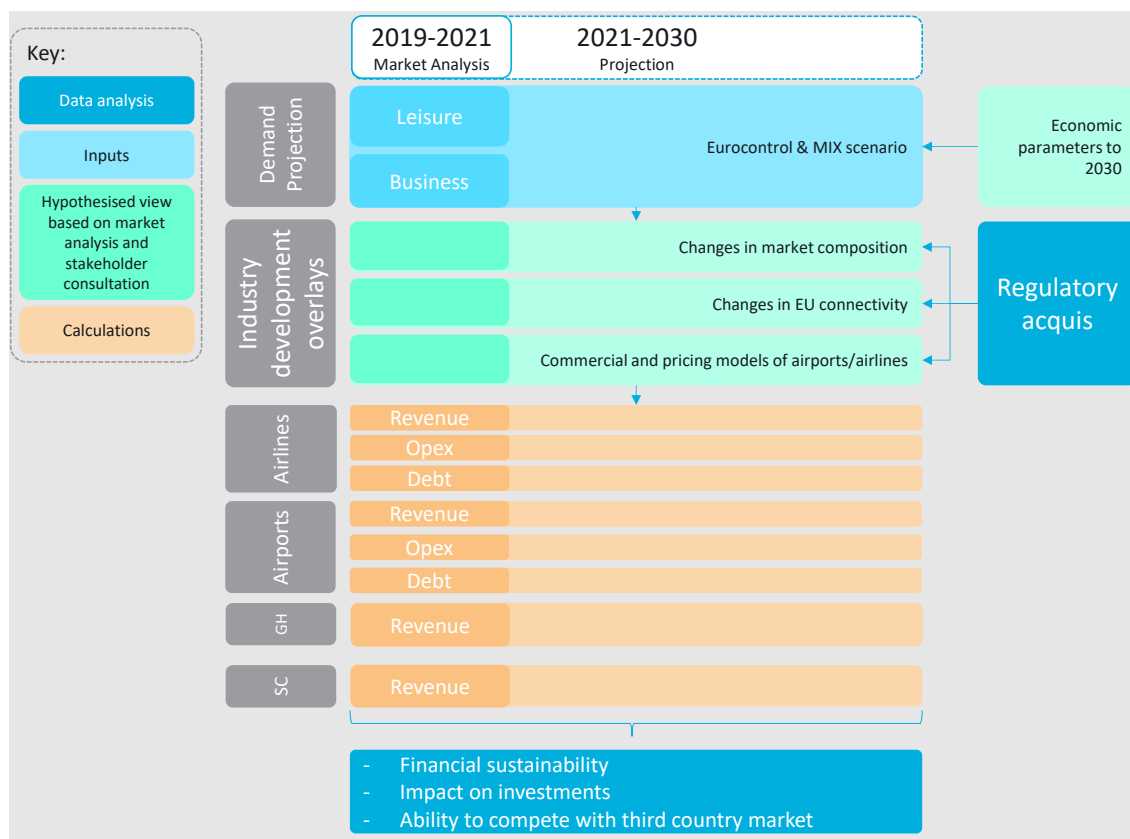 Key:
Data analysis
Inputs
Hypothesised view
based on market
analysis and
stakeholder
consultation
Calculations
2019-2021
Market Analysis
2021-2030
Projection
Demand
Projection
Leisure
Business
Eurocontrol & MIX scenario
Economic
parameters to
2030
Industry
development
overlays
Changes in market composition
Changes in EU connectivity
Commercial and pricing models of airports/airlines
Regulatory
acquis
Airlines
Revenue
Opex
Debt
Airports
Revenue
Opex
Debt
GH
Revenue
SC
Revenue
- Financial sustainability
- Impact on investments
- Ability to compete with third country market